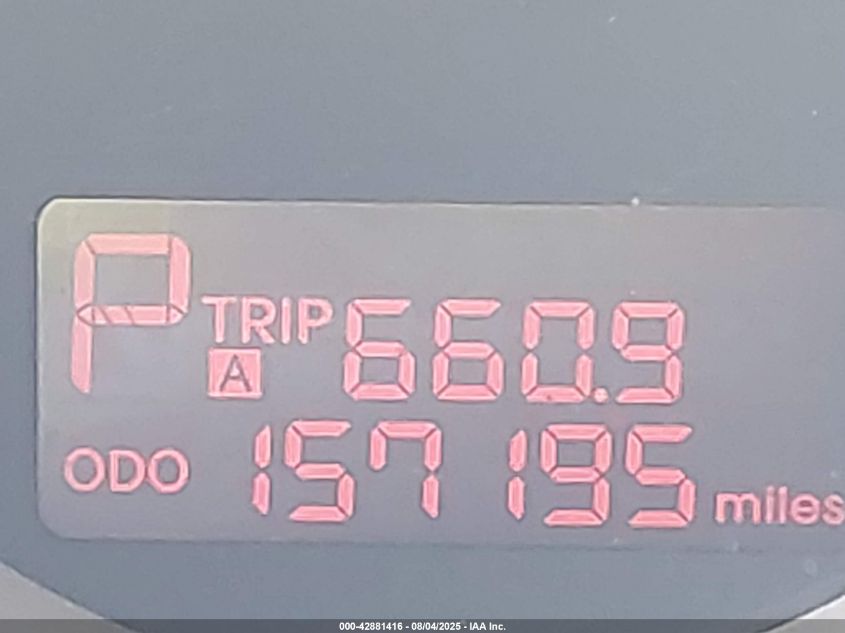 P TRIP A 660.9
ODO 157195 miles
000-42881416 - 08/04/2025 - IAA Inc.